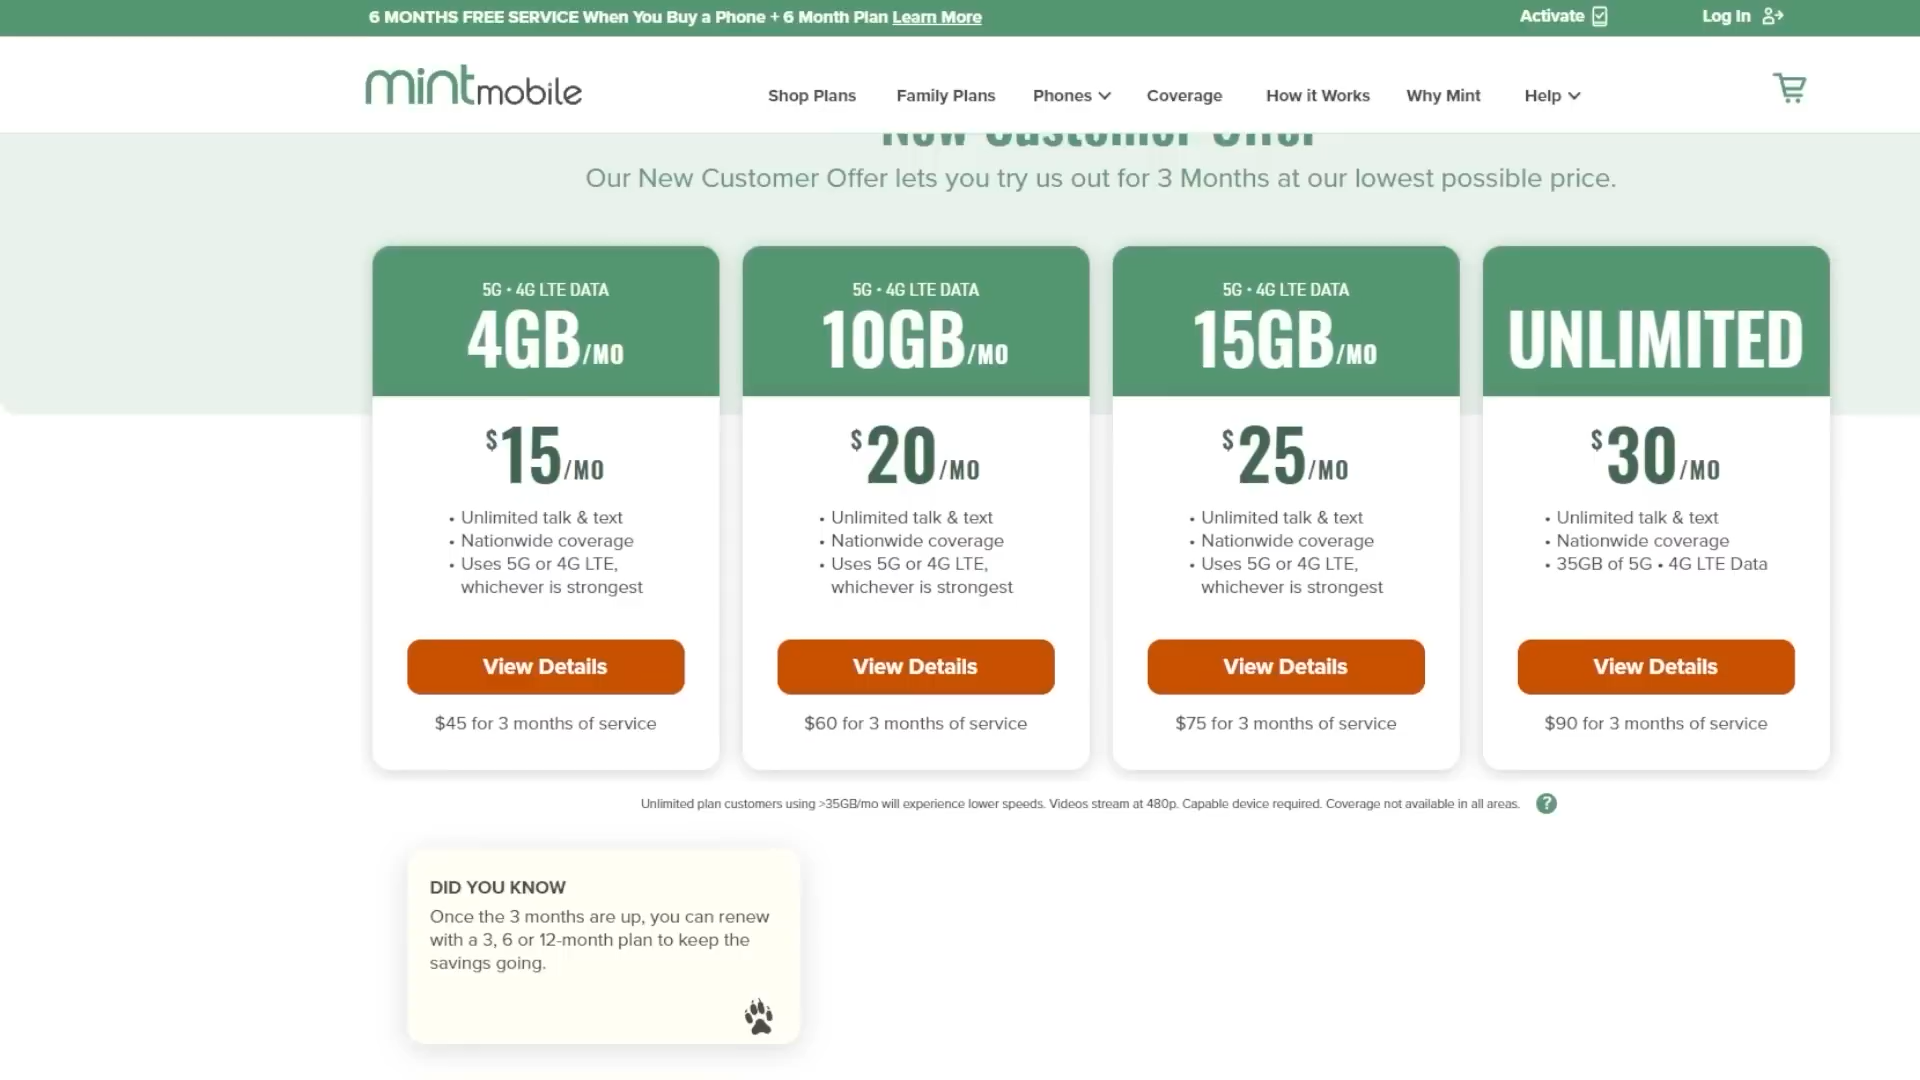 6 MONTHS FREE SERVICE When You Buy a Phone + 6 Month Plan Learn More
Activate
Log In
mintmobile
Shop Plans
Family Plans
Phones
Coverage
How it Works
Why Mint
Help
New Customer Offer
Our New Customer Offer lets you try us out for 3 Months at our lowest possible price.
5G • 4G LTE DATA
4GB/MO
$15/MO
• Unlimited talk & text
• Nationwide coverage
• Uses 5G or 4G LTE,
whichever is strongest
View Details
$45 for 3 months of service
5G • 4G LTE DATA
10GB/MO
$20/MO
• Unlimited talk & text
• Nationwide coverage
• Uses 5G or 4G LTE,
whichever is strongest
View Details
$60 for 3 months of service
5G • 4G LTE DATA
15GB/MO
$25/MO
• Unlimited talk & text
• Nationwide coverage
• Uses 5G or 4G LTE,
whichever is strongest
View Details
$75 for 3 months of service
UNLIMITED
$30/MO
• Unlimited talk & text
• Nationwide coverage
• 35GB of 5G • 4G LTE Data
View Details
$90 for 3 months of service
Unlimited plan customers using >35GB/mo will experience lower speeds. Videos stream at 480p. Capable device required. Coverage not available in all areas. ?
DID YOU KNOW
Once the 3 months are up, you can renew
with a 3, 6 or 12-month plan to keep the
savings going.